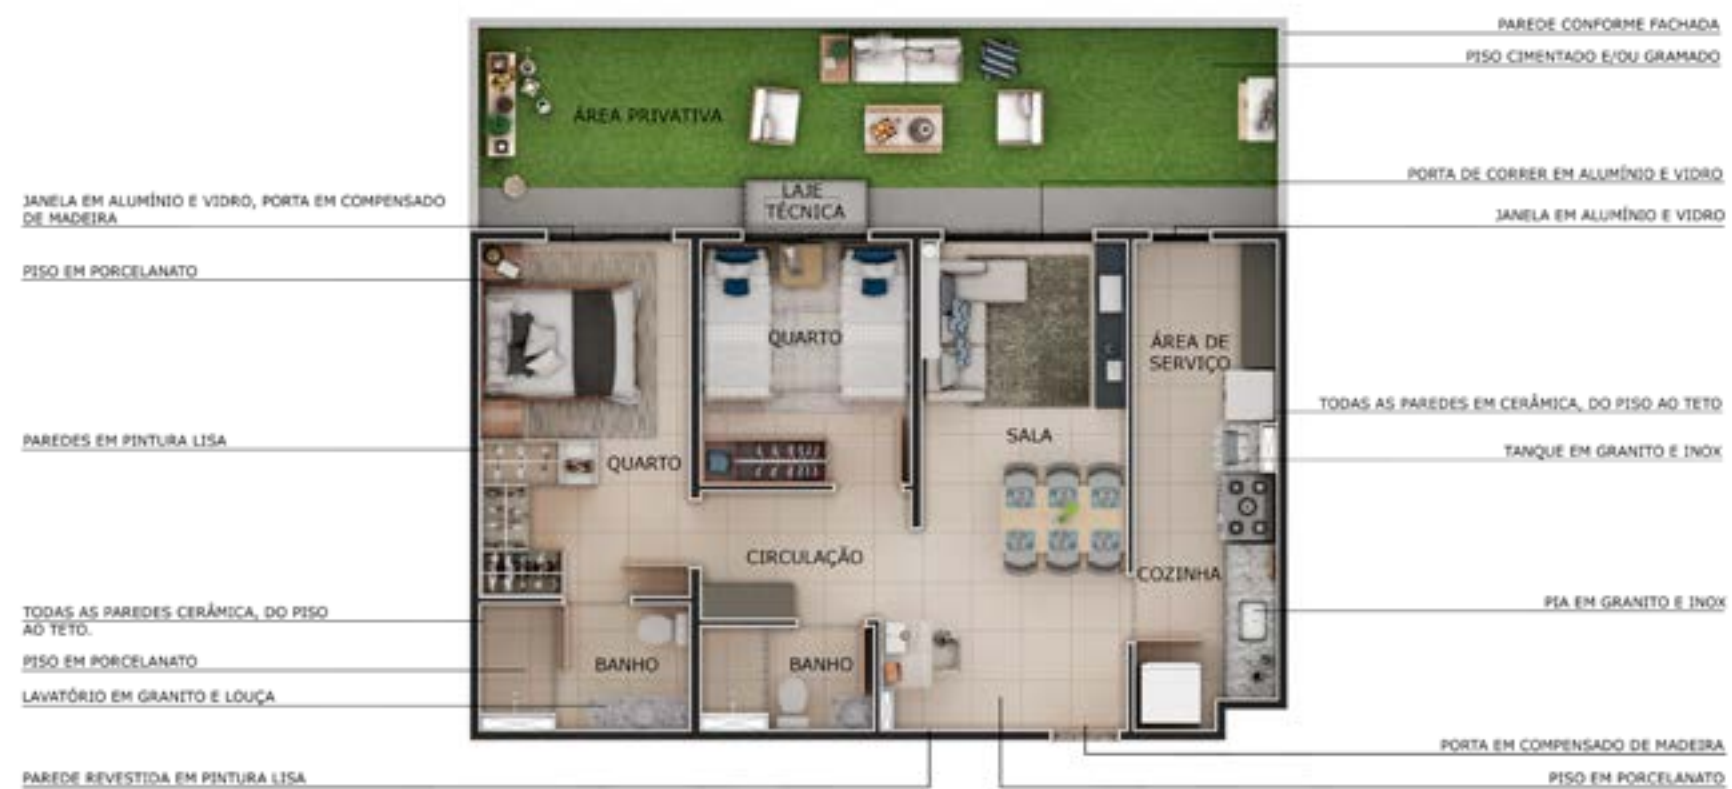 PAREDE CONFORME FACHADA
PISO CIMENTADO E/OU GRAMADO
ÁREA PRIVATIVA
PORTA DE CORRER EM ALUMÍNIO E VIDRO
LAJE
TÉCNICA
JANELA EM ALUMÍNIO E VIDRO, PORTA EM COMPENSADO
DE MADEIRA
JANELA EM ALUMÍNIO E VIDRO
PISO EM PORCELANATO
QUARTO
ÁREA DE
SERVIÇO
TODAS AS PAREDES EM CERÂMICA, DO PISO AO TETO
PAREDES EM PINTURA LISA
SALA
TANQUE EM GRANITO E INOX
QUARTO
CIRCULAÇÃO
COZINHA
TODAS AS PAREDES CERÂMICA, DO PISO
AO TETO.
PIA EM GRANITO E INOX
PISO EM PORCELANATO
BANHO
BANHO
LAVATÓRIO EM GRANITO E LOUÇA
PORTA EM COMPENSADO DE MADEIRA
PAREDE REVESTIDA EM PINTURA LISA
PISO EM PORCELANATO